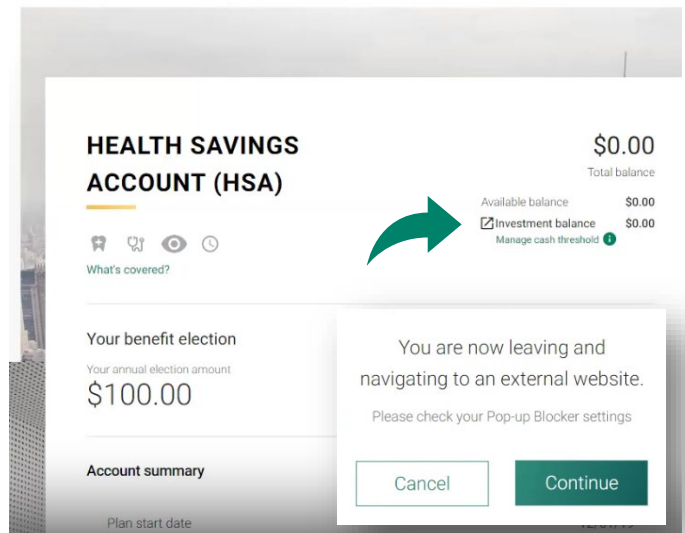 HEALTH SAVINGS
ACCOUNT (HSA)
$0.00
Total balance
Available balance $0.00
Investment balance $0.00
Manage cash threshold i
What's covered?
Your benefit election
Your annual election amount
$100.00
You are now leaving and
navigating to an external website.
Please check your Pop-up Blocker settings
Cancel
Continue
Account summary
Plan start date